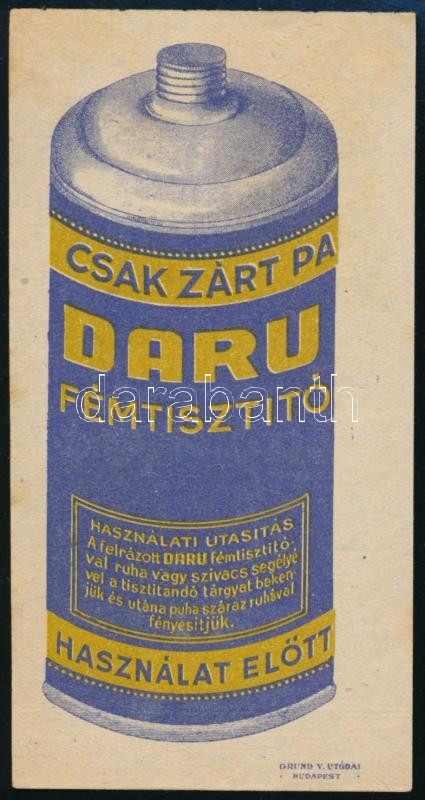 CSAK ZÁRT PA
DARU
FÉMTISZTITÓ
darabanth
HASZNÁLATI UTASITÁS
A felrázott DARU fémtisztitó-
val ruha vagy szivacs segélyé
vel a tisztitandó tárgyat beken-
jük és utána puha száraz ruhával
fényesitjük.
HASZNÁLAT ELŐTT
GRUND V. UTÓDAI
· BUDAPEST ·